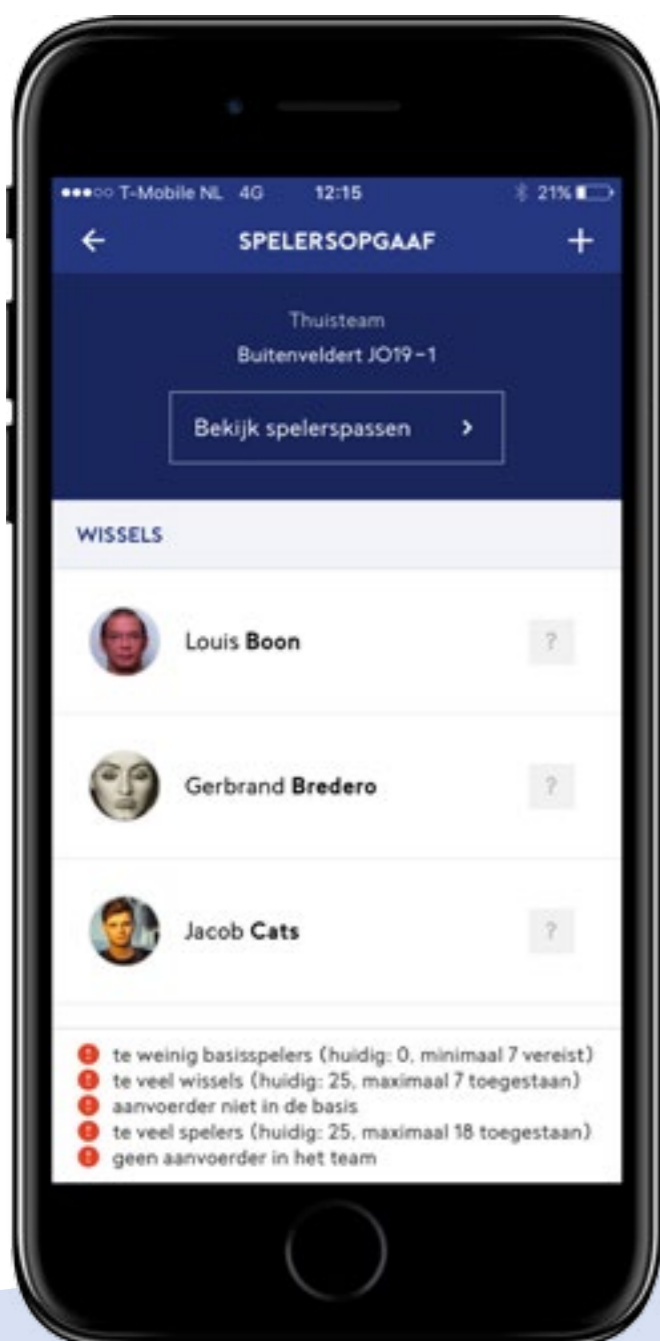 T-Mobile NL 4G 12:15 21%
SPELERSOPGAAF
Thuisteam
Buitenveldert JO19-1
Bekijk spelerspassen
WISSELS
Louis Boon ?
Gerbrand Bredero ?
Jacob Cats ?
te weinig basisspelers (huidig: 0, minimaal 7 vereist)
te veel wissels (huidig: 25, maximaal 7 toegestaan)
aanvoerder niet in de basis
te veel spelers (huidig: 25, maximaal 18 toegestaan)
geen aanvoerder in het team